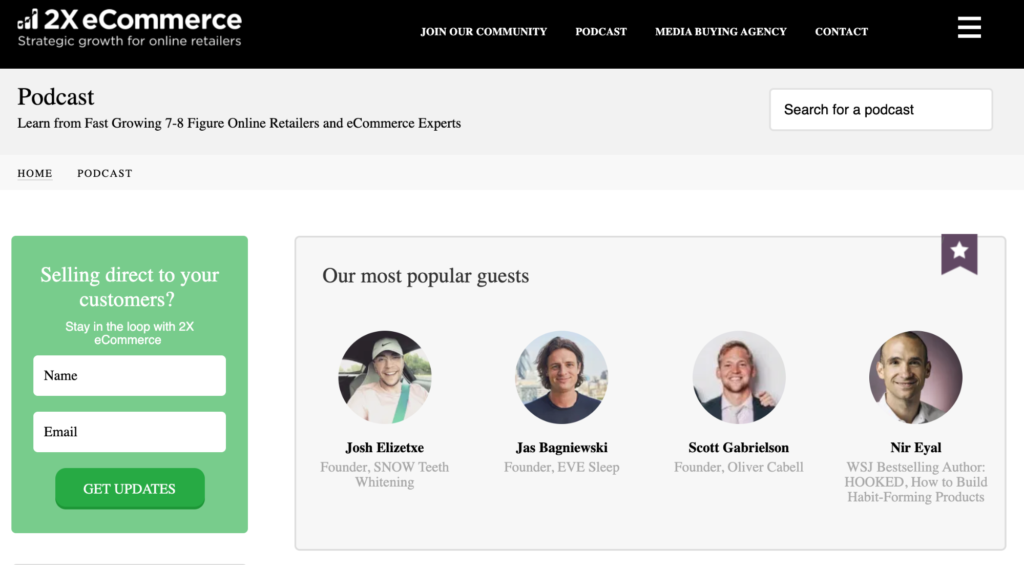 2X eCommerce
Strategic growth for online retailers
JOIN OUR COMMUNITY PODCAST MEDIA BUYING AGENCY CONTACT
Podcast
Learn from Fast Growing 7-8 Figure Online Retailers and eCommerce Experts
Search for a podcast
HOME PODCAST
Selling direct to your
customers?
Stay in the loop with 2X
eCommerce
Name
Email
GET UPDATES
Our most popular guests
Josh Elizetxe
Founder, SNOW Teeth
Whitening
Jas Bagniewski
Founder, EVE Sleep
Scott Gabrielson
Founder, Oliver Cabell
Nir Eyal
WSJ Bestselling Author:
HOOKED, How to Build
Habit-Forming Products